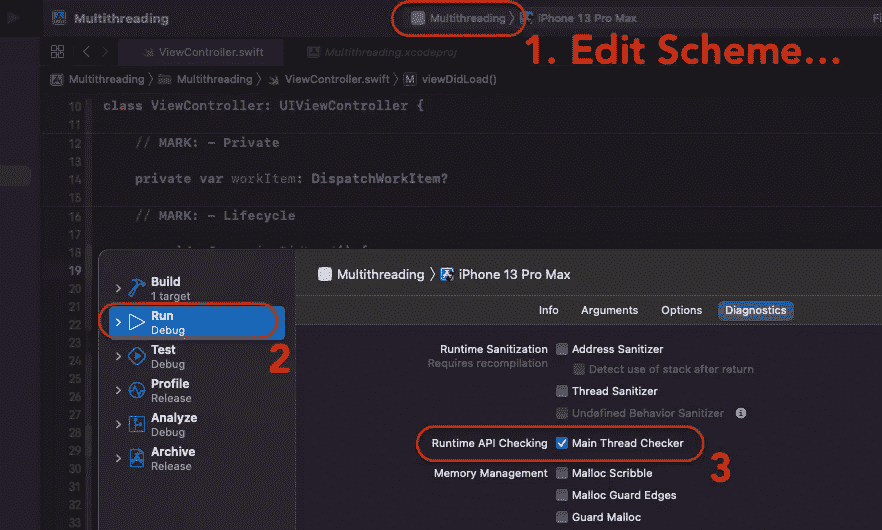 Multithreading
Multithreading 〉 iPhone 13 Pro Max
1. Edit Scheme...
ViewController.swift
Multithreading.xcodeproj
Multithreading 〉 Multithreading 〉 ViewController.swift 〉 M viewDidLoad()
10 class ViewController: UIViewController {
11
12 // MARK: - Private
13
14 private var workItem: DispatchWorkItem?
15
16 // MARK: - Lifecycle
17
18
19
20
21
22
23
24
25
26
27
28
29
30
31
32
33
Multithreading 〉 iPhone 13 Pro Max
Build
1 target
Run
Debug
2
Test
Debug
Profile
Release
Analyze
Debug
Archive
Release
Info Arguments Options Diagnostics
Runtime Sanitization Address Sanitizer
Requires recompilation Detect use of stack after return
Thread Sanitizer
Undefined Behavior Sanitizer
Runtime API Checking Main Thread Checker
3
Memory Management Malloc Scribble
Malloc Guard Edges
Guard Malloc